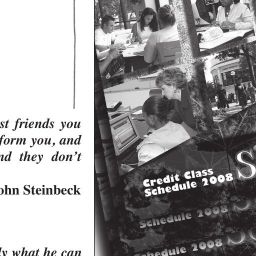 st friends you
form you, and
nd they don't
ohn Steinbeck
ly what he can
Credit Class
Schedule 2008
S
Schedule 2008
Schedule 2008